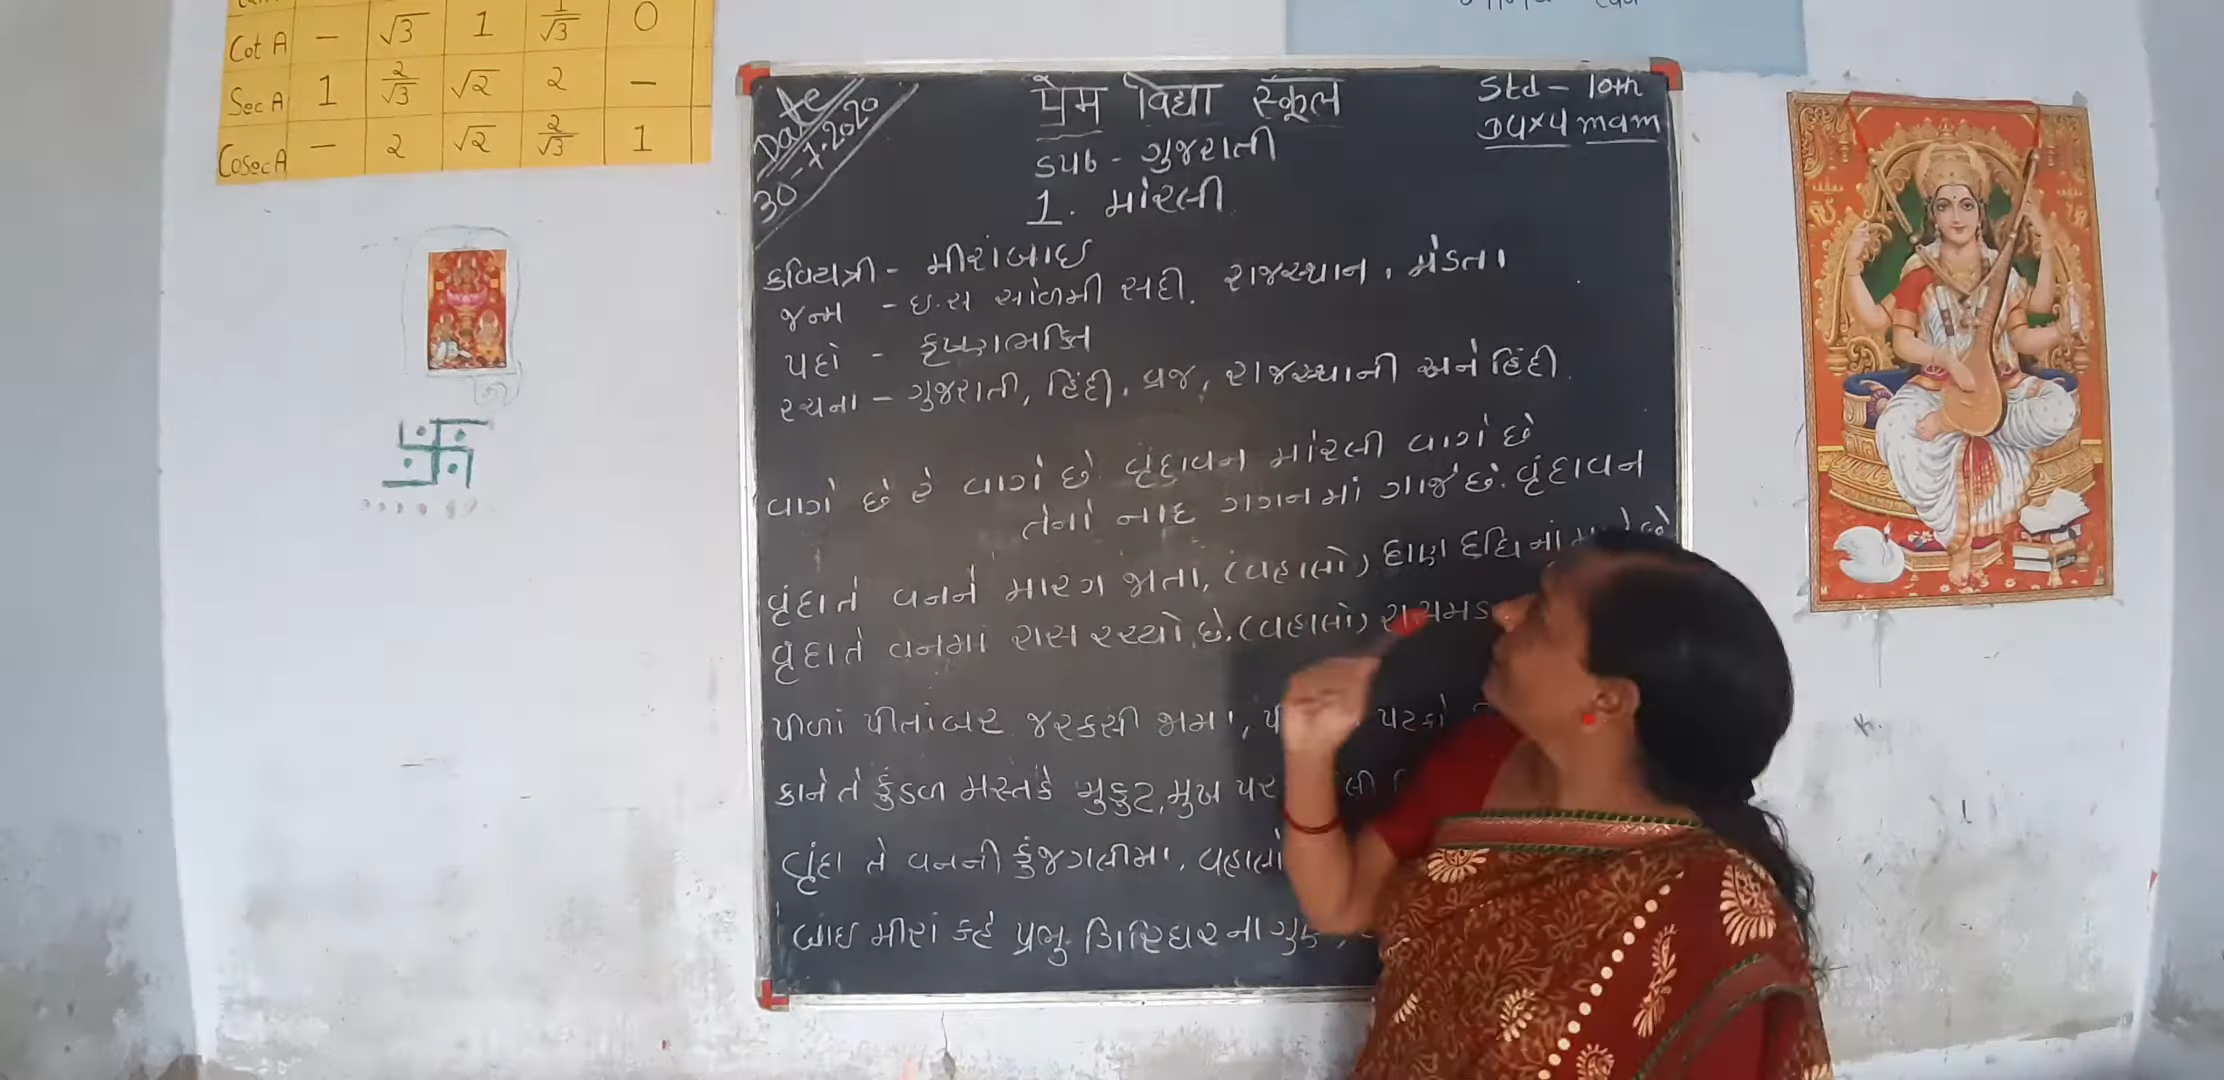 Cot A - √3 1 1/√3 0
Sec A 1 2/√3 √2 2 -
Cosec A - 2 √2 2/√3 1
Date
30-7-2020
प्रेम विद्या स्कूल
Std - 10th
mam
Sub - ગુજરાતી
1. મોરલી
કવિયત્રી - મીરાંબાઇ
જન્મ - ઇ.સ સોળમી સદી. રાજસ્થાન, મેડતા
પદો - કૃષ્ણભક્તિ
રચના - ગુજરાતી, હિંદી, વ્રજ, રાજસ્થાની અને હિંદી.
વાગે છે રે વાગે છે વૃંદાવન મોરલી વાગે છે
તેનો નાદ ગગનમાં ગાજે છે. વૃંદાવન
વૃંદા તે વનને મારગ જાતા, (વહાલો) દાણ દધિનાં
વૃંદા તે વનમાં રાસ રચ્યો છે. (વહાલો)
પીળાં પીતાંબર જરકસી જામા, પટકો
કાને તે કુંડળ મસ્તકે મુકુટ, મુખ પર
વૃંદા તે વનની કુંજગલીમા, વહાલો
બાઇ મીરાં કહે પ્રભુ ગિરિધરના ગુણ